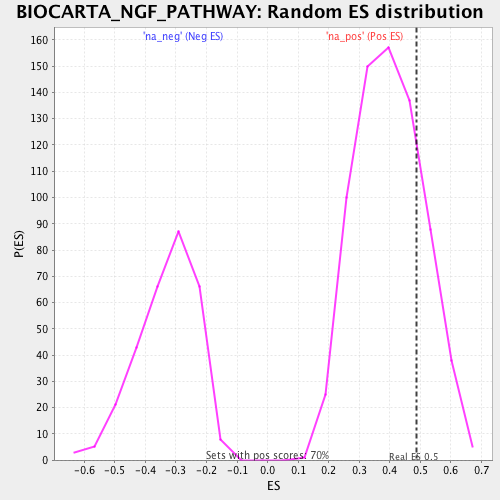 BIOCARTA_NGF_PATHWAY: Random ES distribution
'na_neg' (Neg ES) 'na_pos' (Pos ES)
160
150
140
130
120
110
100
90
80
70
60
50
40
30
20
10
0
P(ES)
Sets with pos scores: 70%
Real ES 0.5
-0.6 -0.5 -0.4 -0.3 -0.2 -0.1 0.0 0.1 0.2 0.3 0.4 0.5 0.6 0.7
ES